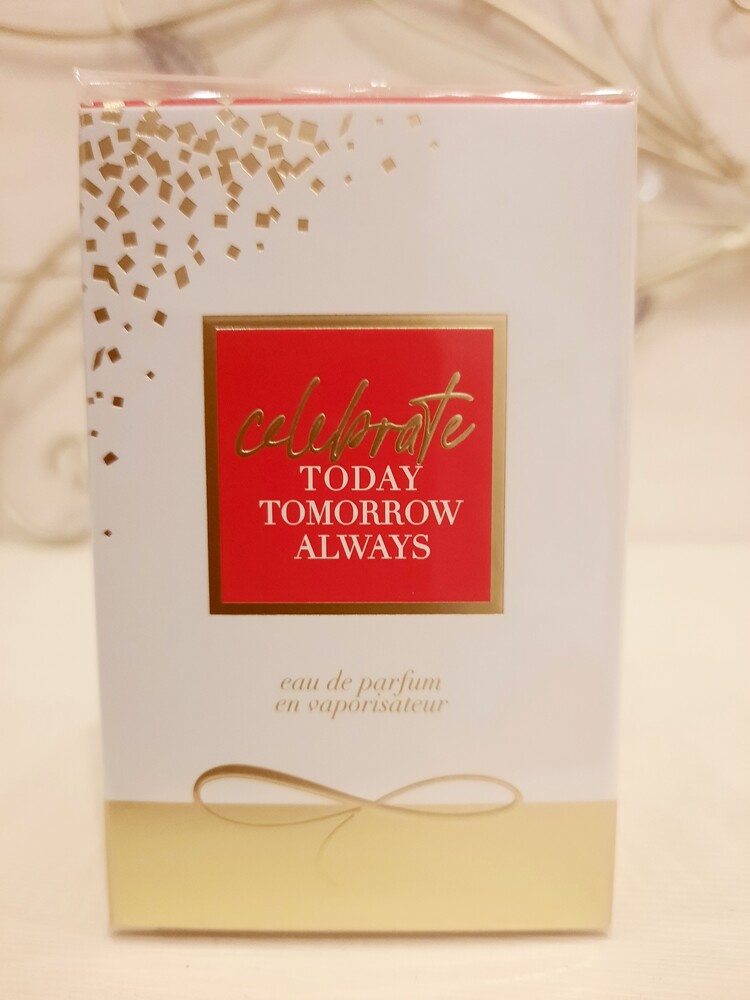 celebrate
TODAY
TOMORROW
ALWAYS
eau de parfum
en vaporisateur